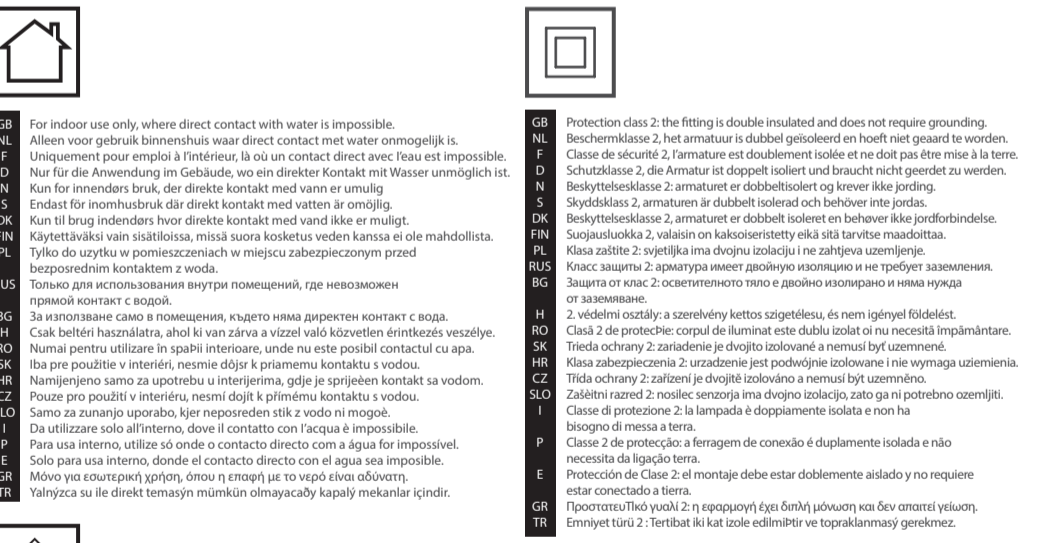 GB For indoor use only, where direct contact with water is impossible.
NL Alleen voor gebruik binnenshuis waar direct contact met water onmogelijk is.
F Uniquement pour emploi à l'intérieur, là où un contact direct avec l'eau est impossible.
D Nur für die Anwendung im Gebäude, wo ein direkter Kontakt mit Wasser unmöglich ist.
N Kun for innendørs bruk, der direkte kontakt med vann er umulig
S Endast för inomhusbruk där direkt kontakt med vatten är omöjlig.
DK Kun til brug indendørs hvor direkte kontakt med vand ikke er muligt.
FIN Käytettäväksi vain sisätiloissa, missä suora kosketus veden kanssa ei ole mahdollista.
PL Tylko do uzytku w pomieszczeniach w miejscu zabezpieczonym przed
bezposrednim kontaktem z woda.
US Только для использования внутри помещений, где невозможен
прямой контакт с водой.
BG За използване само в помещения, където няма директен контакт с вода.
H Csak beltéri használatra, ahol ki van zárva a vízzel való közvetlen érintkezés veszélye.
RO Numai pentru utilizare în spaÞii interioare, unde nu este posibil contactul cu apa.
SK Iba pre použitie v interiéri, nesmie dôjsr k priamemu kontaktu s vodou.
HR Namijenjeno samo za upotrebu u interijerima, gdje je sprijeèen kontakt sa vodom.
CZ Pouze pro použití v interiéru, nesmí dojít k přímému kontaktu s vodou.
LO Samo za zunanjo uporabo, kjer neposreden stik z vodo ni mogoè.
I Da utilizzare solo all'interno, dove il contatto con l'acqua è impossibile.
P Para usa interno, utilize só onde o contacto directo com a água for impossível.
E Solo para usa interno, donde el contacto directo con el agua sea imposible.
GR Μόνο για εσωτερική χρήση, όπου η επαφή με το νερό είναι αδύνατη.
TR Yalnýzca su ile direkt temasýn mümkün olmayacaðy kapalý mekanlar içindir.
GB Protection class 2: the fitting is double insulated and does not require grounding.
NL Beschermklasse 2, het armatuur is dubbel geïsoleerd en hoeft niet geaard te worden.
F Classe de sécurité 2, l'armature est doublement isolée et ne doit pas être mise à la terre.
D Schutzklasse 2, die Armatur ist doppelt isoliert und braucht nicht geerdet zu werden.
N Beskyttelsesklasse 2: armaturet er dobbeltisolert og krever ikke jording.
S Skyddsklass 2, armaturen är dubbelt isolerad och behöver inte jordas.
DK Beskyttelsesklasse 2, armaturet er dobbelt isoleret en behøver ikke jordforbindelse.
FIN Suojausluokka 2, valaisin on kaksoiseristetty eikä sitä tarvitse maadoittaa.
PL Klasa zaštite 2: svjetiljka ima dvojnu izolaciju i ne zahtjeva uzemljenje.
RUS Класс защиты 2: арматура имеет двойную изоляцию и не требует заземления.
BG Защита от клас 2: осветителното тяло е двойно изолирано и няма нужда
от заземяване.
H 2. védelmi osztály: a szerelvény kettos szigetélesu, és nem igényel földelést.
RO Clasã 2 de protecÞie: corpul de iluminat este dublu izolat oi nu necesitã împãmântare.
SK Trieda ochrany 2: zariadenie je dvojito izolované a nemusí byť uzemnené.
HR Klasa zabezpieczenia 2: urzadzenie jest podwójnie izolowane i nie wymaga uziemienia.
CZ Třída ochrany 2: zařízení je dvojitě izolováno a nemusí být uzemněno.
SLO Zašèitni razred 2: nosilec senzorja ima dvojno izolacijo, zato ga ni potrebno ozemljiti.
I Classe di protezione 2: la lampada è doppiamente isolata e non ha
bisogno di messa a terra.
P Classe 2 de protecção: a ferragem de conexão é duplamente isolada e não
necessita da ligação terra.
E Protección de Clase 2: el montaje debe estar doblemente aislado y no requiere
estar conectado a tierra.
GR ΠροστατευΤΙκό γυαλί 2: η εφαρμογή έχει διπλή μόνωση και δεν απαιτεί γείωση.
TR Emniyet türü 2 : Tertibat iki kat izole edilmiÞtir ve topraklanmasý gerekmez.